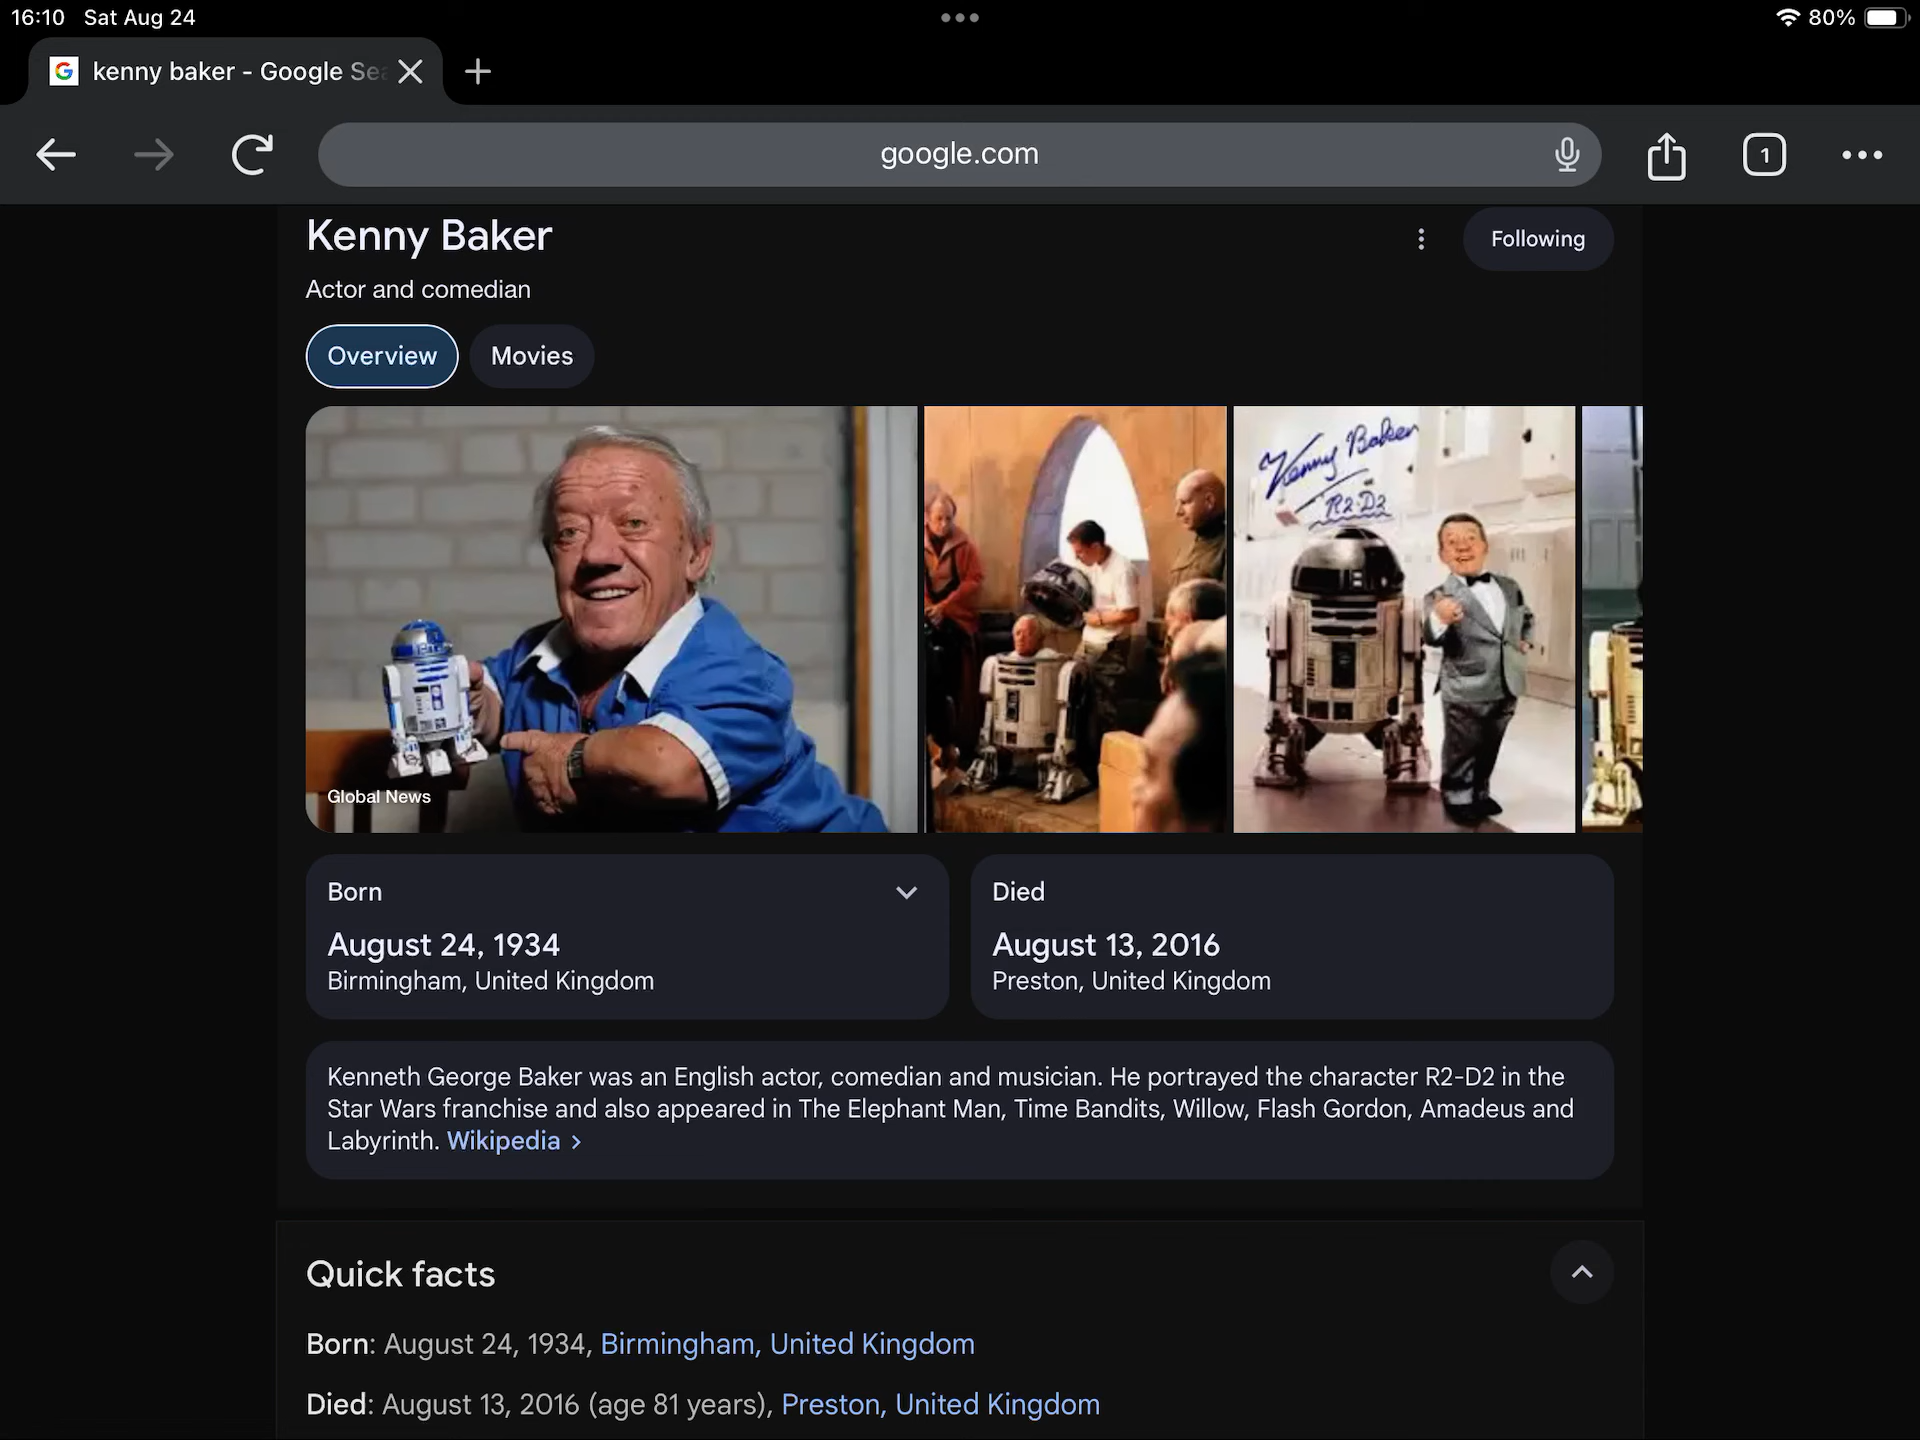 16:10 Sat Aug 24
80%
kenny baker - Google Sea
google.com
1
Kenny Baker
Following
Actor and comedian
Overview
Movies
Kenny Baker
R2-D2
Global News
Born
August 24, 1934
Birmingham, United Kingdom
Died
August 13, 2016
Preston, United Kingdom
Kenneth George Baker was an English actor, comedian and musician. He portrayed the character R2-D2 in the
Star Wars franchise and also appeared in The Elephant Man, Time Bandits, Willow, Flash Gordon, Amadeus and
Labyrinth. Wikipedia >
Quick facts
Born: August 24, 1934, Birmingham, United Kingdom
Died: August 13, 2016 (age 81 years), Preston, United Kingdom